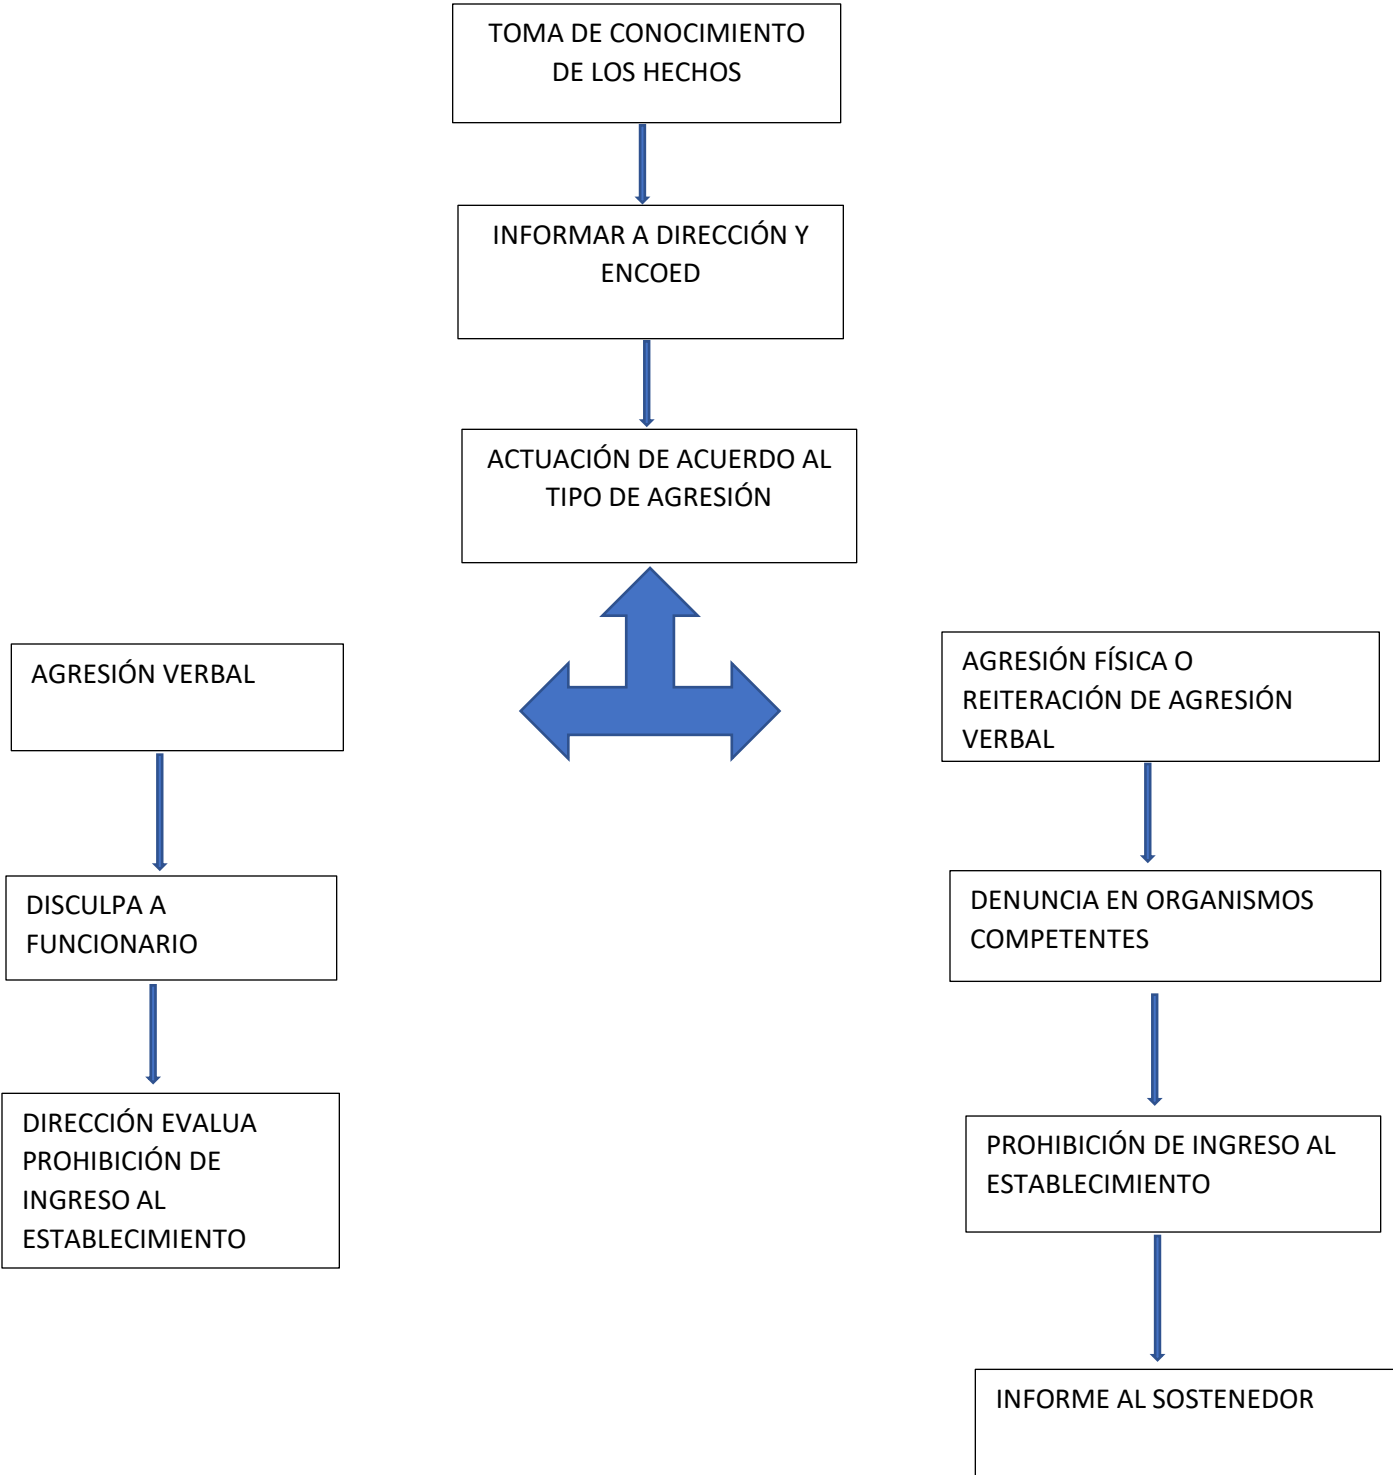 TOMA DE CONOCIMIENTO
DE LOS HECHOS
INFORMAR A DIRECCIÓN Y
ENCOED
ACTUACIÓN DE ACUERDO AL
TIPO DE AGRESIÓN
AGRESIÓN VERBAL
DISCULPA A
FUNCIONARIO
DIRECCIÓN EVALUA
PROHIBICIÓN DE
INGRESO AL
ESTABLECIMIENTO
AGRESIÓN FÍSICA O
REITERACIÓN DE AGRESIÓN
VERBAL
DENUNCIA EN ORGANISMOS
COMPETENTES
PROHIBICIÓN DE INGRESO AL
ESTABLECIMIENTO
INFORME AL SOSTENEDOR